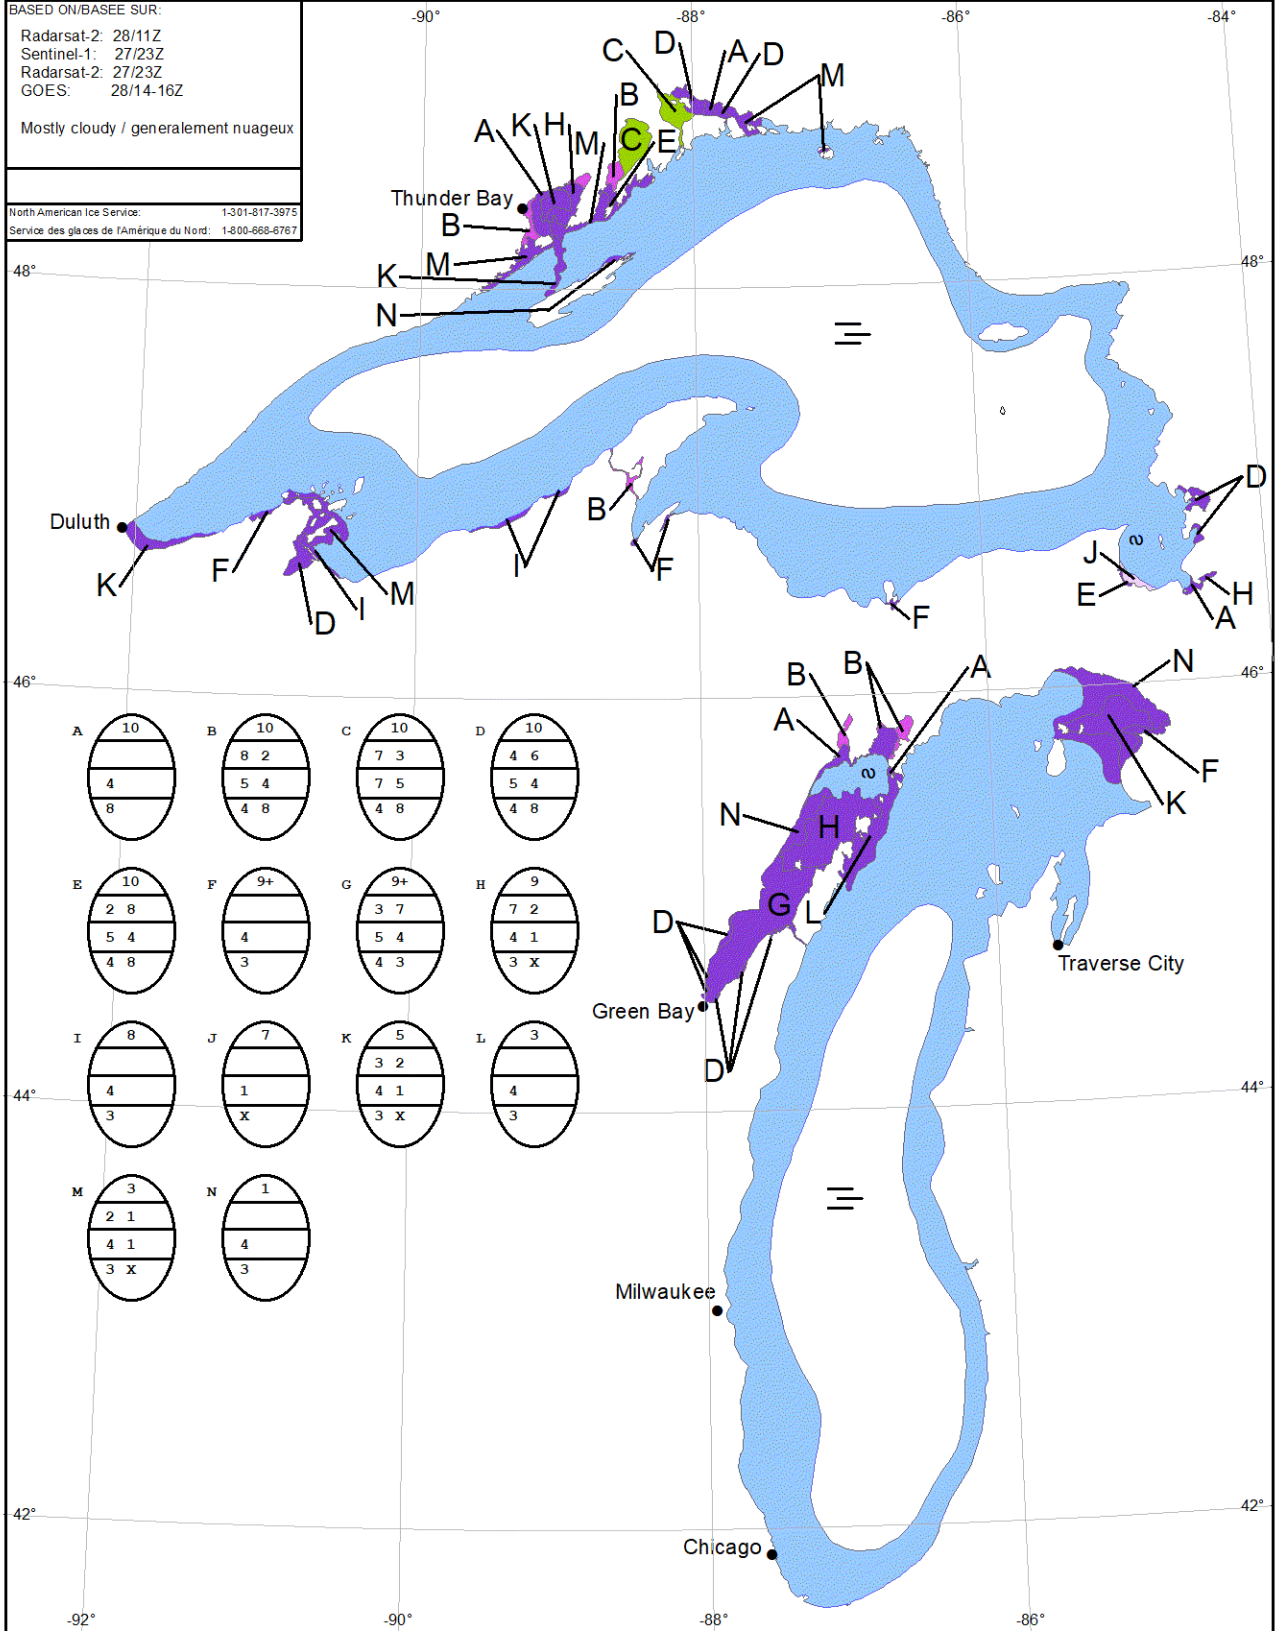 BASED ON/BASEE SUR:
Radarsat-2: 28/11Z
Sentinel-1: 27/23Z
Radarsat-2: 27/23Z
GOES: 28/14-16Z
Mostly cloudy / generalement nuageux
North American Ice Service: 1-301-817-3975
Service des glaces de l'Amérique du Nord: 1-800-668-6767
-90° -88° -86° -84°
C D A D M
B
A K H M C E
Thunder Bay
B
M
48° 48°
K
N
D
B
Duluth
J
F I F
K E H
M
D I F A
B B A N
46° 46°
A
F
K
N H
G L
D
Traverse City
Green Bay
D
A 10
4
8
B 10
8 2
5 4
4 8
C 10
7 3
7 5
4 8
D 10
4 6
5 4
4 8
E 10
2 8
5 4
4 8
F 9+
4
3
G 9+
3 7
5 4
4 3
H 9
7 2
4 1
3 X
I 8
4
3
J 7
1
X
K 5
3 2
4 1
3 X
L 3
4
3
M 3
2 1
4 1
3 X
N 1
4
3
44° 44°
Milwaukee
42° 42°
Chicago
-92° -90° -88° -86°